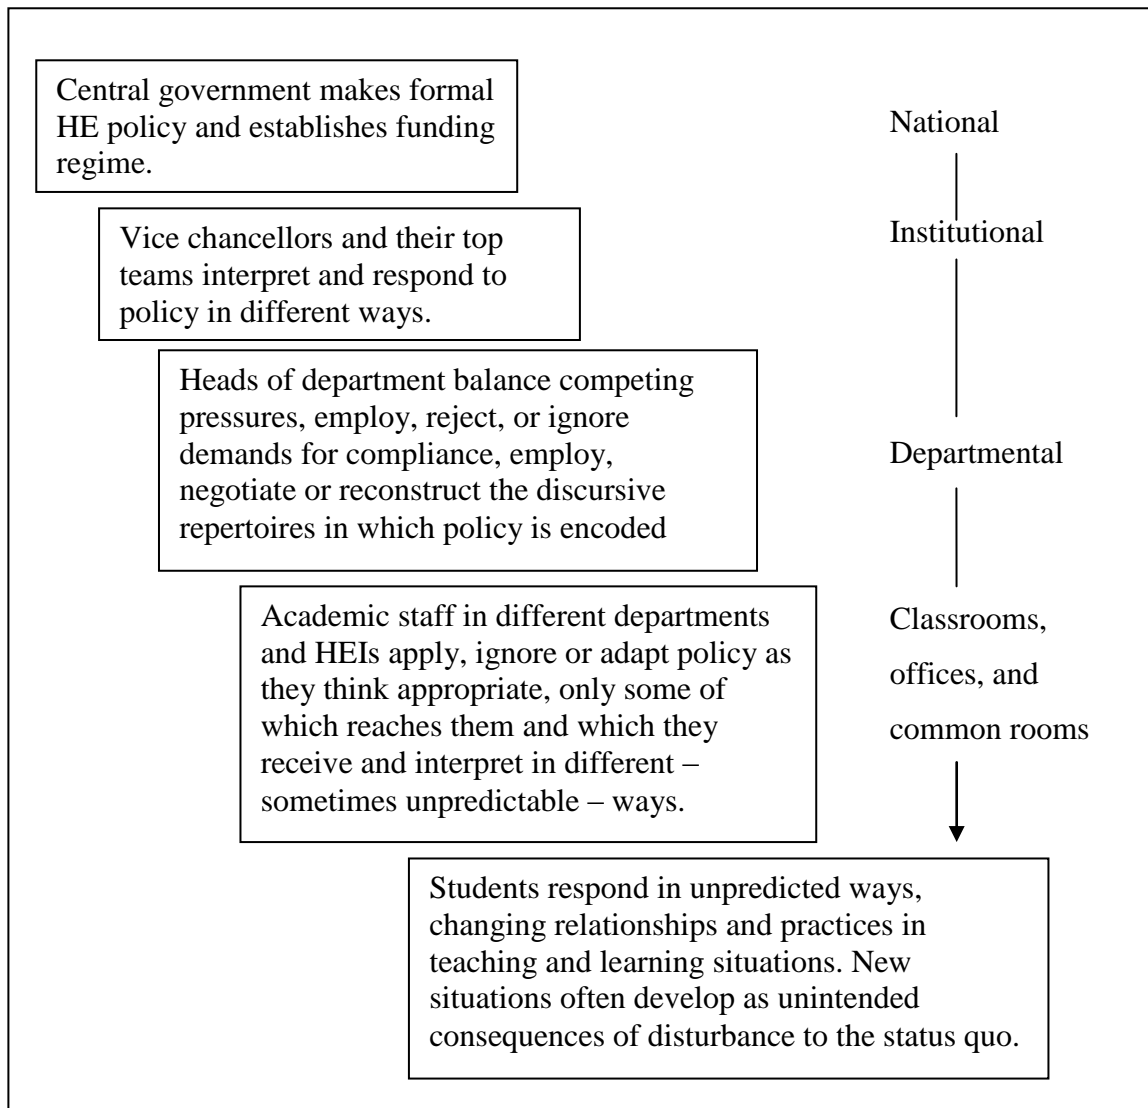 Central government makes formal
HE policy and establishes funding
regime.
National
Vice chancellors and their top
teams interpret and respond to
policy in different ways.
Institutional
Heads of department balance competing
pressures, employ, reject, or ignore
demands for compliance, employ,
negotiate or reconstruct the discursive
repertoires in which policy is encoded
Departmental
Academic staff in different departments
and HEIs apply, ignore or adapt policy as
they think appropriate, only some of
which reaches them and which they
receive and interpret in different –
sometimes unpredictable – ways.
Classrooms,
offices, and
common rooms
Students respond in unpredicted ways,
changing relationships and practices in
teaching and learning situations. New
situations often develop as unintended
consequences of disturbance to the status quo.